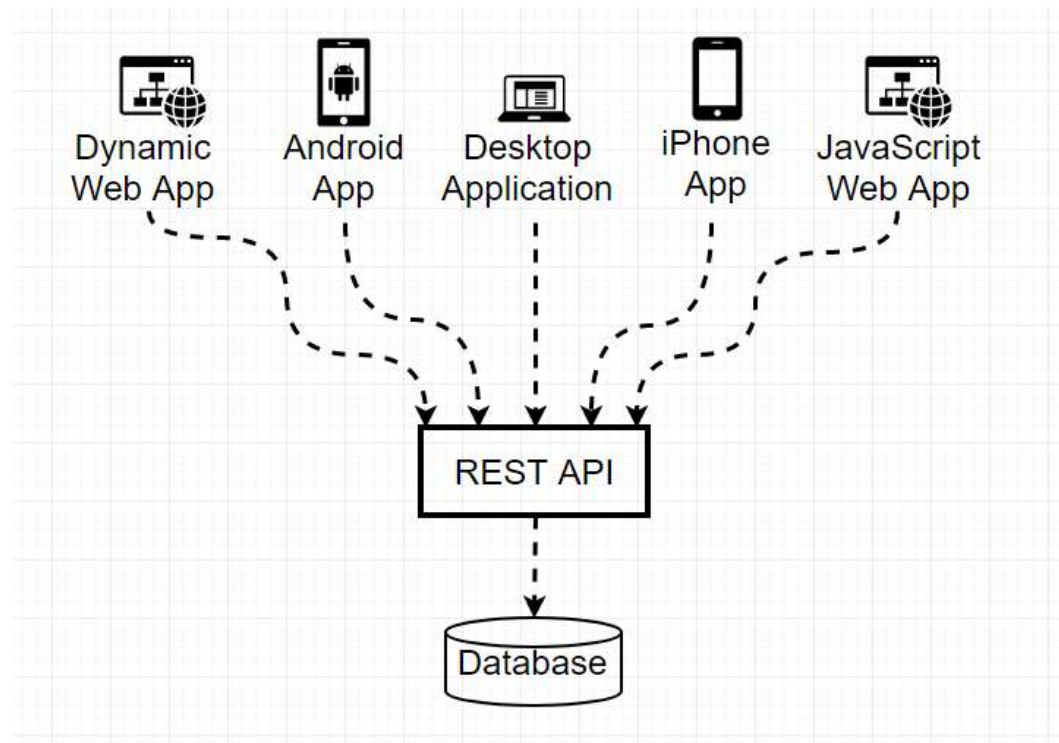 Dynamic
Web App
Android
App
Desktop
Application
iPhone
App
JavaScript
Web App
REST API
Database